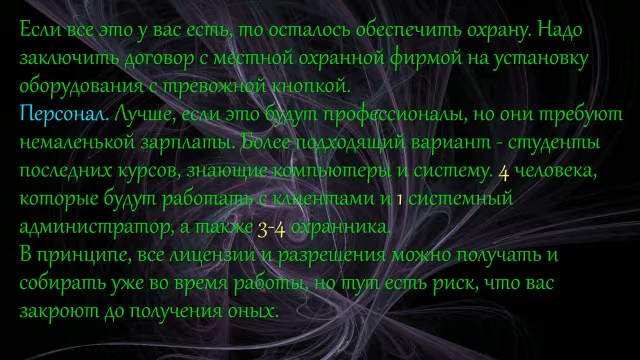 Если все это у вас есть, то осталось обеспечить охрану. Надо
заключить договор с местной охранной фирмой на установку
оборудования с тревожной кнопкой.
Персонал. Лучше, если это будут профессионалы, но они требуют
немаленькой зарплаты. Более подходящий вариант - студенты
последних курсов, знающие компьютеры и систему. 4 человека,
которые будут работать с клиентами и 1 системный
администратор, а также 3-4 охранника.
В принципе, все лицензии и разрешения можно получать и
собирать уже во время работы, но тут есть риск, что вас
закроют до получения оных.